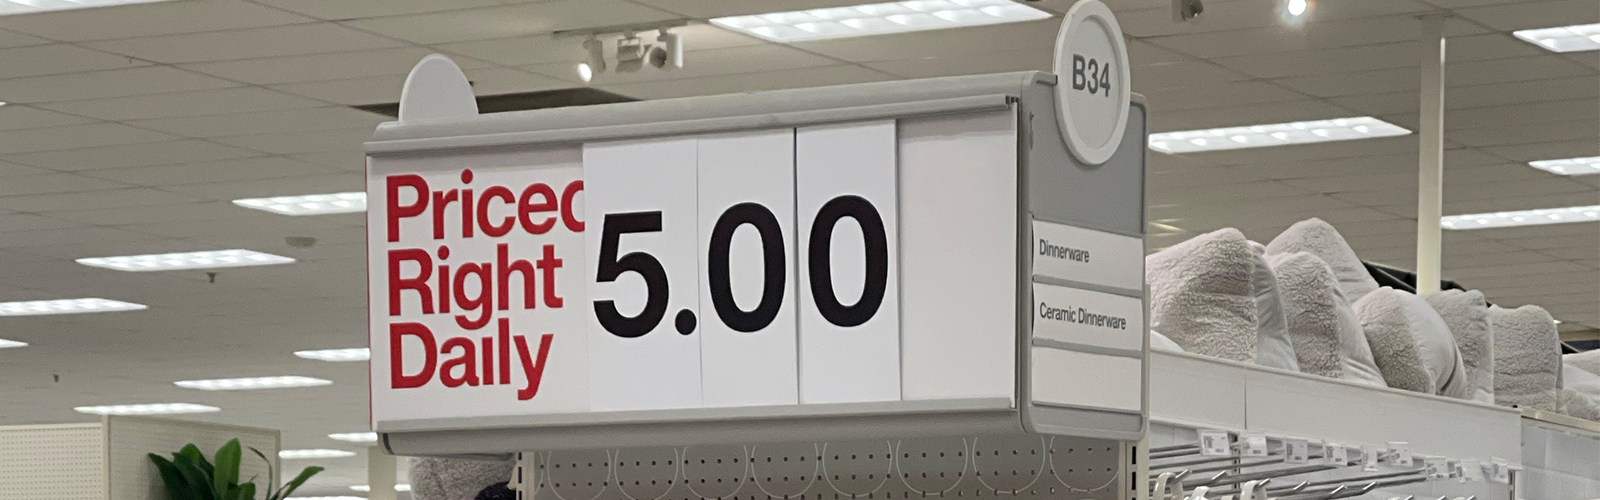 Priced
Right
Daily
5.00
B34
Dinnerware
Ceramic Dinnerware